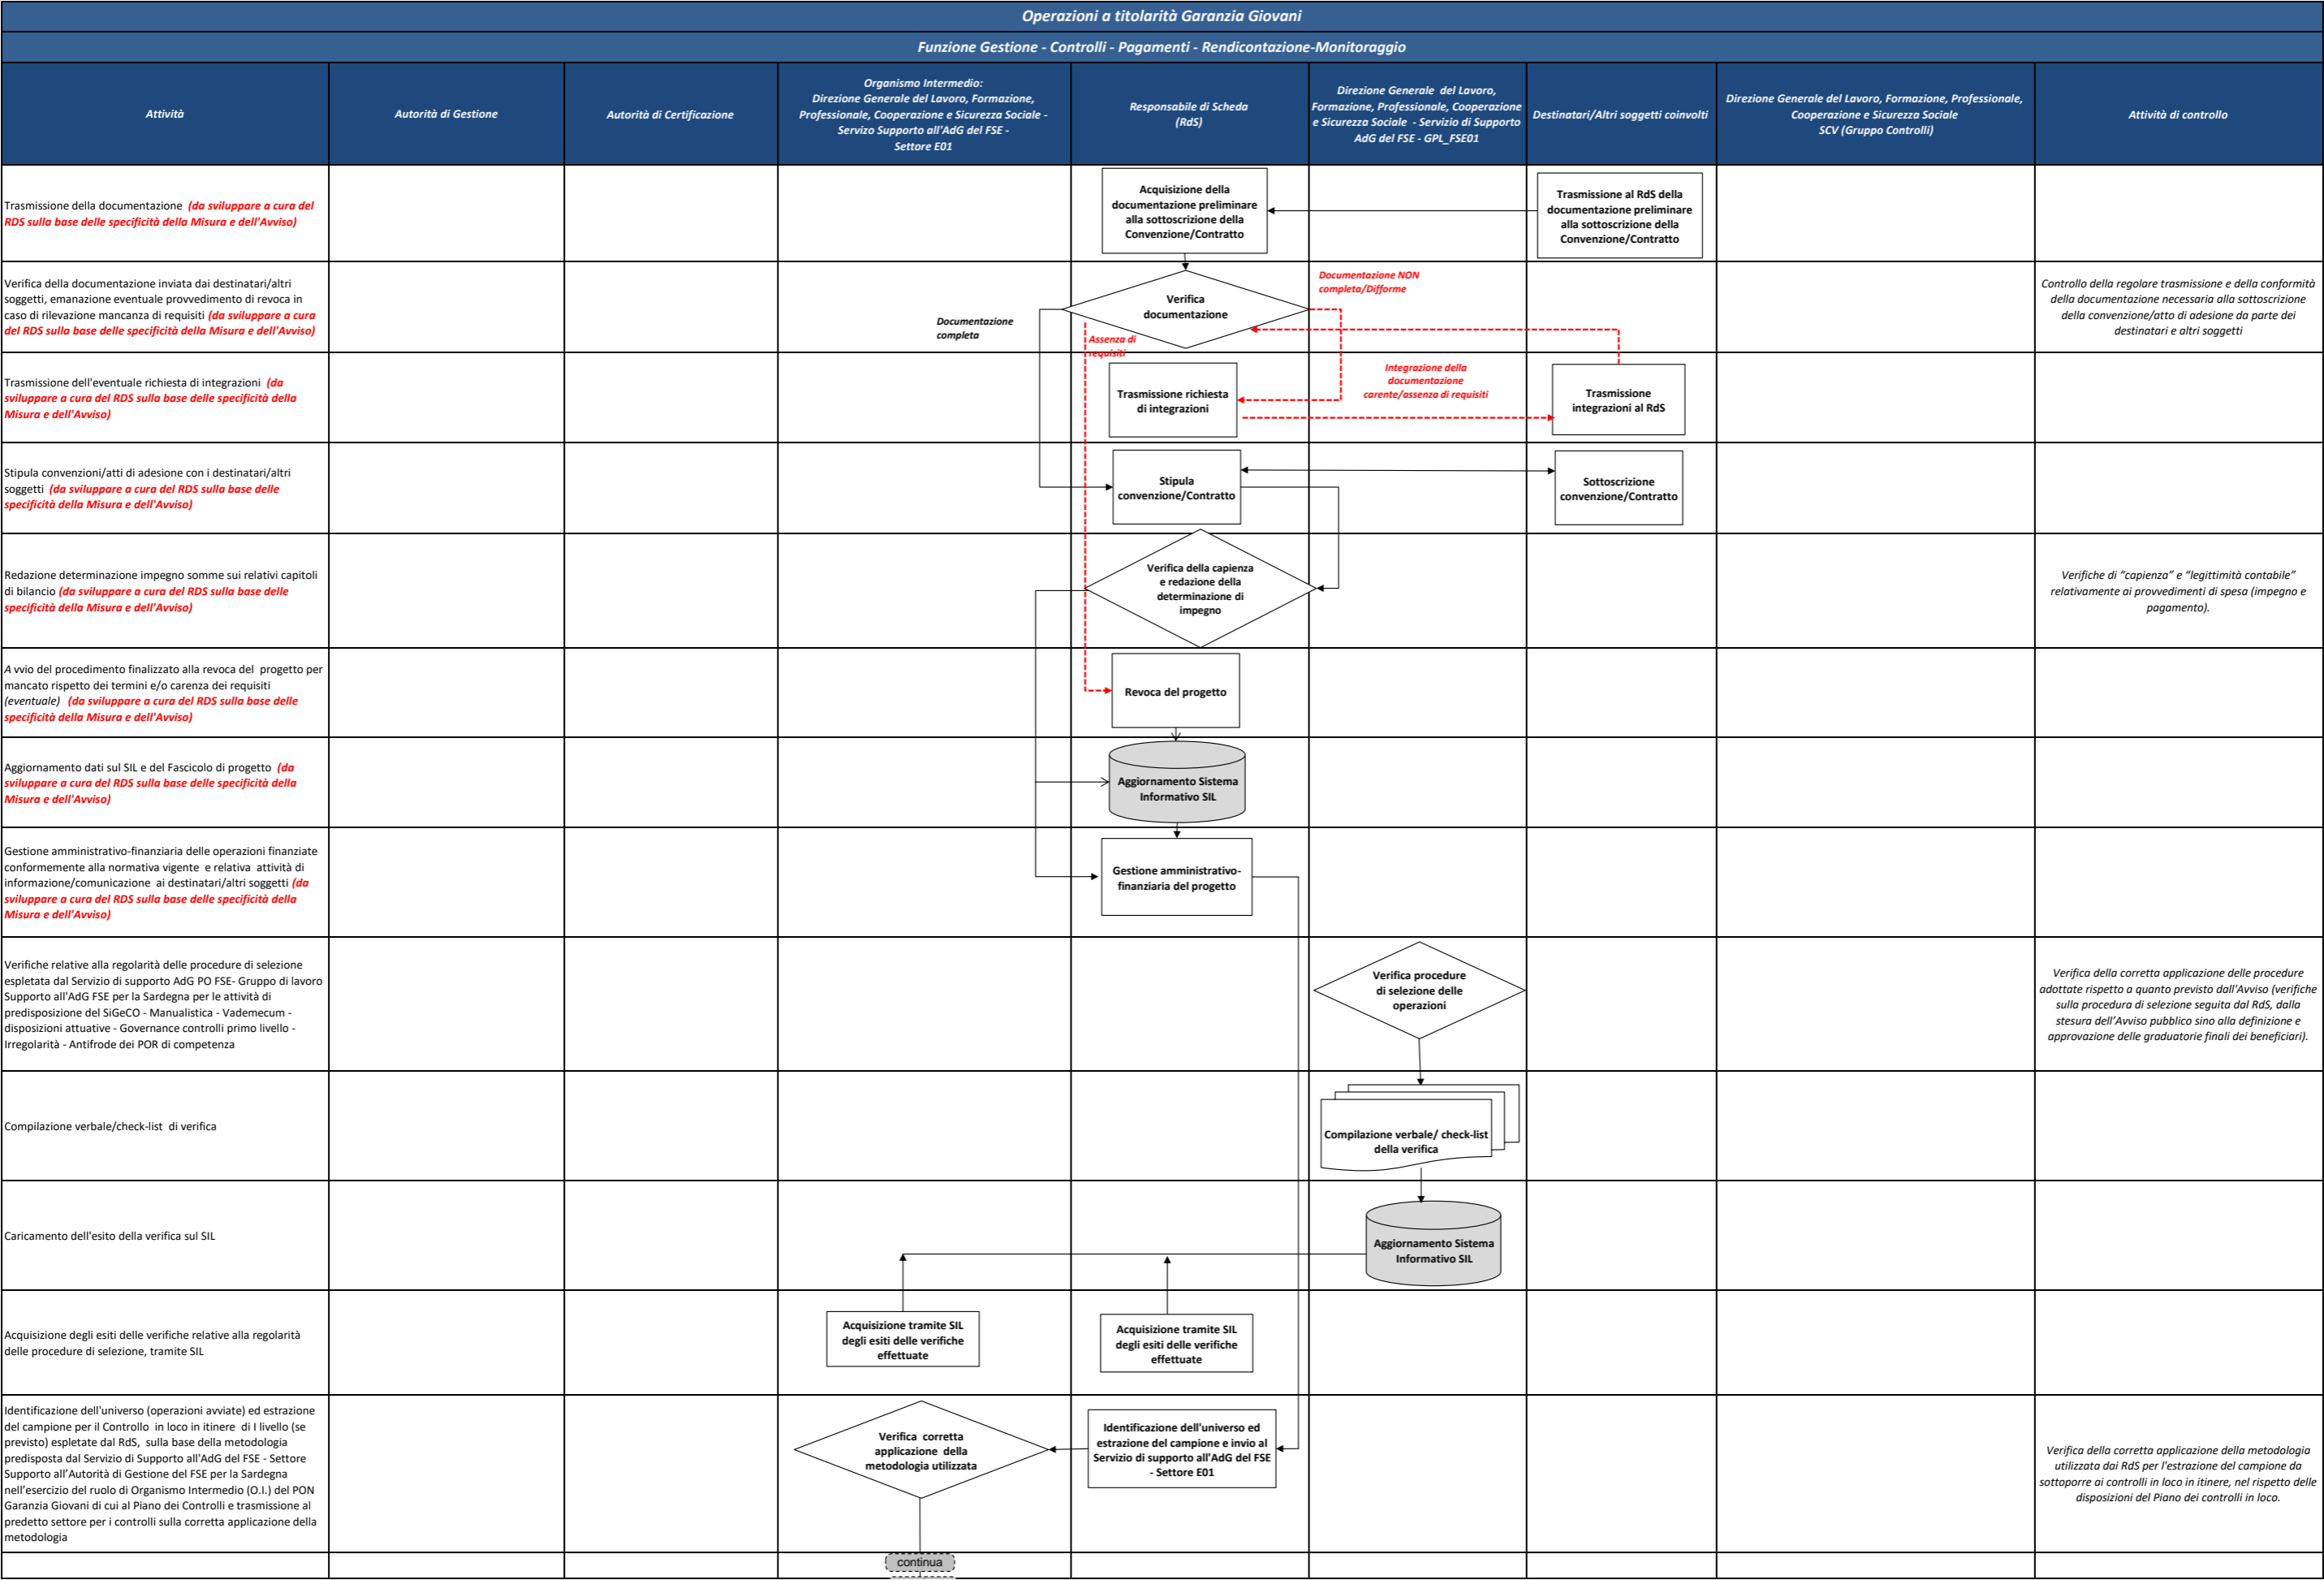 Operazioni a titolarità Garanzia Giovani
Funzione Gestione - Controlli - Pagamenti - Rendicontazione-Monitoraggio
Attività
Autorità di Gestione
Autorità di Certificazione
Organismo Intermedio:
Direzione Generale del Lavoro, Formazione,
Professionale, Cooperazione e Sicurezza Sociale -
Servizo Supporto all'AdG del FSE -
Settore E01
Responsabile di Scheda
(RdS)
Direzione Generale del Lavoro,
Formazione, Professionale, Cooperazione
e Sicurezza Sociale - Servizio di Supporto
AdG del FSE - GPL_FSE01
Destinatari/Altri soggetti coinvolti
Direzione Generale del Lavoro, Formazione, Professionale,
Cooperazione e Sicurezza Sociale
SCV (Gruppo Controlli)
Attività di controllo
Trasmissione della documentazione (da sviluppare a cura del
RDS sulla base delle specificità della Misura e dell'Avviso)
Acquisizione della
documentazione preliminare
alla sottoscrizione della
Convenzione/Contratto
Trasmissione al RdS della
documentazione preliminare
alla sottoscrizione della
Convenzione/Contratto
Verifica della documentazione inviata dai destinatari/altri
soggetti, emanazione eventuale provvedimento di revoca in
caso di rilevazione mancanza di requisiti (da sviluppare a cura
del RDS sulla base delle specificità della Misura e dell'Avviso)
Documentazione
completa
Verifica
documentazione
Assenza di
requisiti
Documentazione NON
completa/Difforme
Controllo della regolare trasmissione e della conformità
della documentazione necessaria alla sottoscrizione
della convenzione/atto di adesione da parte dei
destinatari e altri soggetti
Trasmissione dell'eventuale richiesta di integrazioni (da
sviluppare a cura del RDS sulla base delle specificità della
Misura e dell'Avviso)
Trasmissione richiesta
di integrazioni
Integrazione della
documentazione
carente/assenza di requisiti
Trasmissione
integrazioni al RdS
Stipula convenzioni/atti di adesione con i destinatari/altri
soggetti (da sviluppare a cura del RDS sulla base delle
specificità della Misura e dell'Avviso)
Stipula
convenzione/Contratto
Sottoscrizione
convenzione/Contratto
Redazione determinazione impegno somme sui relativi capitoli
di bilancio (da sviluppare a cura del RDS sulla base delle
specificità della Misura e dell'Avviso)
Verifica della capienza
e redazione della
determinazione di
impegno
Verifiche di “capienza” e “legittimità contabile”
relativamente ai provvedimenti di spesa (impegno e
pagamento).
A vvio del procedimento finalizzato alla revoca del progetto per
mancato rispetto dei termini e/o carenza dei requisiti
(eventuale) (da sviluppare a cura del RDS sulla base delle
specificità della Misura e dell'Avviso)
Revoca del progetto
Aggiornamento dati sul SIL e del Fascicolo di progetto (da
sviluppare a cura del RDS sulla base delle specificità della
Misura e dell'Avviso)
Aggiornamento Sistema
Informativo SIL
Gestione amministrativo-finanziaria delle operazioni finanziate
conformemente alla normativa vigente e relativa attività di
informazione/comunicazione ai destinatari/altri soggetti (da
sviluppare a cura del RDS sulla base delle specificità della
Misura e dell'Avviso)
Gestione amministrativo-
finanziaria del progetto
Verifiche relative alla regolarità delle procedure di selezione
espletata dal Servizio di supporto AdG PO FSE- Gruppo di lavoro
Supporto all'AdG FSE per la Sardegna per le attività di
predisposizione del SiGeCO - Manualistica - Vademecum -
disposizioni attuative - Governance controlli primo livello -
Irregolarità - Antifrode dei POR di competenza
Verifica procedure
di selezione delle
operazioni
Verifica della corretta applicazione delle procedure
adottate rispetto a quanto previsto dall'Avviso (verifiche
sulla procedura di selezione seguita dal RdS, dalla
stesura dell’Avviso pubblico sino alla definizione e
approvazione delle graduatorie finali dei beneficiari).
Compilazione verbale/check-list di verifica
Compilazione verbale/ check-list
della verifica
Caricamento dell'esito della verifica sul SIL
Aggiornamento Sistema
Informativo SIL
Acquisizione degli esiti delle verifiche relative alla regolarità
delle procedure di selezione, tramite SIL
Acquisizione tramite SIL
degli esiti delle verifiche
effettuate
Acquisizione tramite SIL
degli esiti delle verifiche
effettuate
Identificazione dell'universo (operazioni avviate) ed estrazione
del campione per il Controllo in loco in itinere di I livello (se
previsto) espletate dal RdS, sulla base della metodologia
predisposta dal Servizio di Supporto all'AdG del FSE - Settore
Supporto all’Autorità di Gestione del FSE per la Sardegna
nell’esercizio del ruolo di Organismo Intermedio (O.I.) del PON
Garanzia Giovani di cui al Piano dei Controlli e trasmissione al
predetto settore per i controlli sulla corretta applicazione della
metodologia
Verifica corretta
applicazione della
metodologia utilizzata
Identificazione dell'universo ed
estrazione del campione e invio al
Servizio di supporto all'AdG del FSE
- Settore E01
Verifica della corretta applicazione della metodologia
utilizzata dai RdS per l'estrazione del campione da
sottoporre ai controlli in loco in itinere, nel rispetto delle
disposizioni del Piano dei controlli in loco.
continua